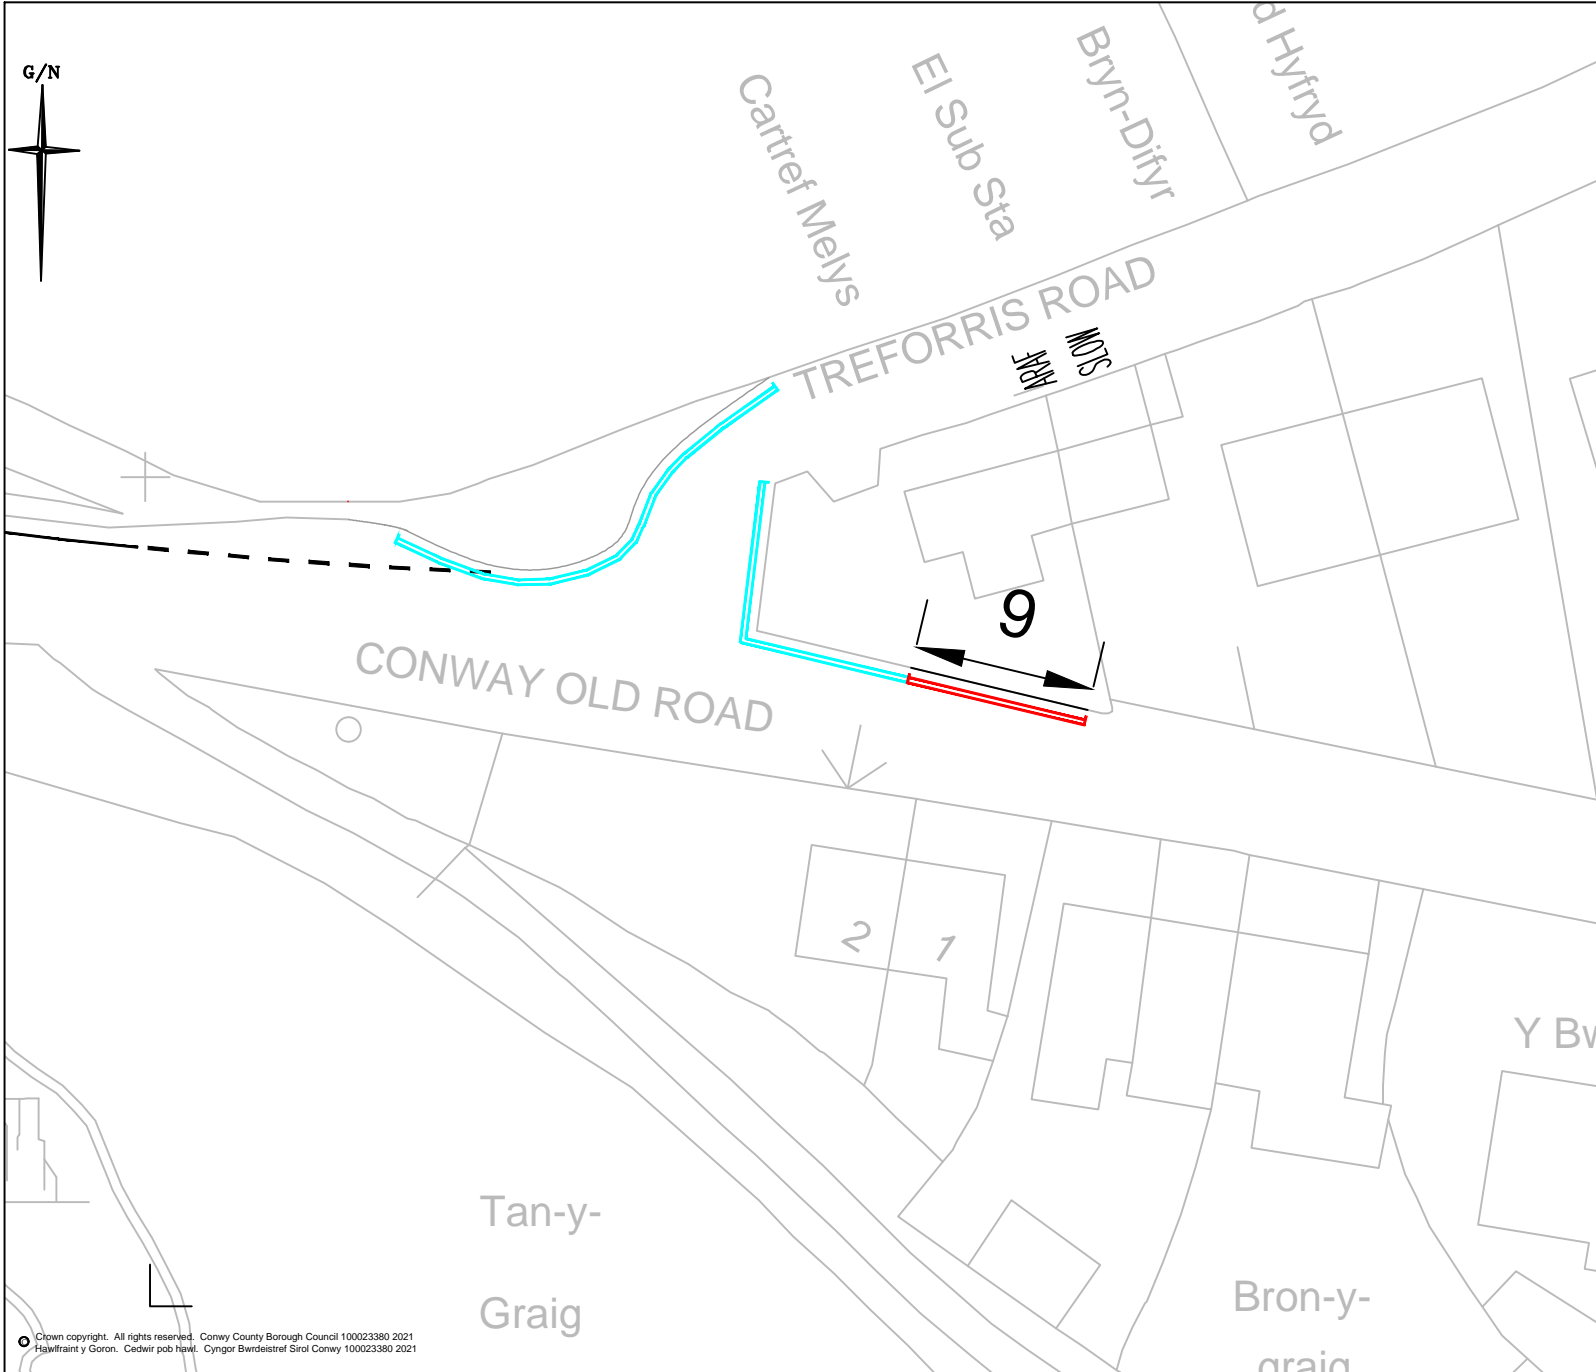 G/N
Cartref Melys
El Sub Sta
Bryn-Difyr
d Hyfryd
TREFORRIS ROAD
ARAF
SLOW
9
CONWAY OLD ROAD
2
1
Y Bw
Tan-y-
Graig
Bron-y-
graig
© Crown copyright. All rights reserved. Conwy County Borough Council 100023380 2021
Hawlfraint y Goron. Cedwir pob hawl. Cyngor Bwrdeistref Sirol Conwy 100023380 2021